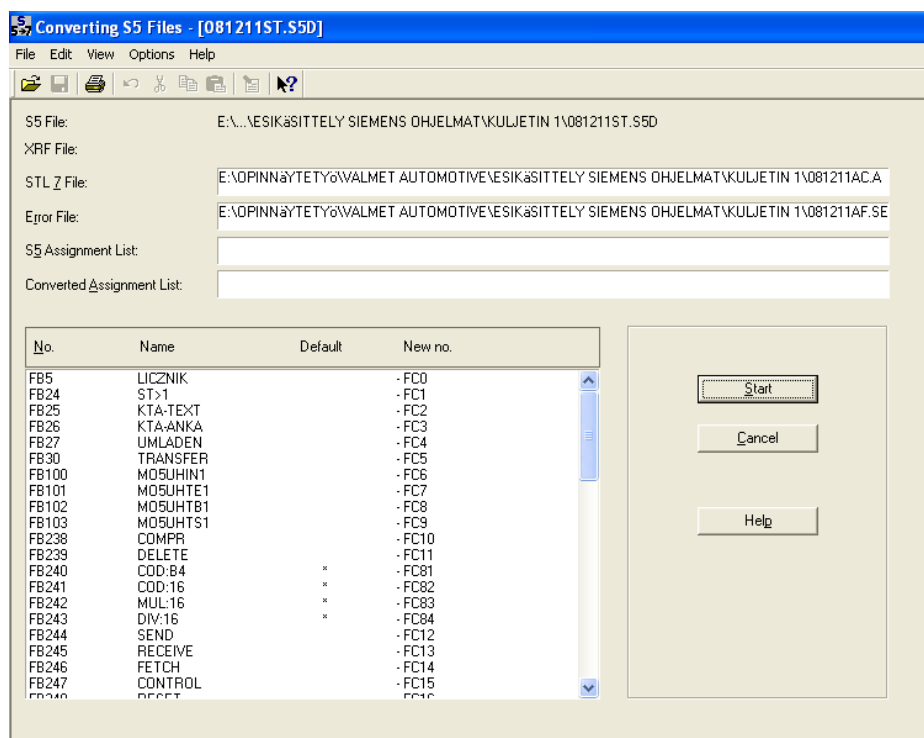 Converting S5 Files - [081211ST.S5D]
File Edit View Options Help
S5 File: E:\...\ESIKäSITTELY SIEMENS OHJELMAT\KULJETIN 1\081211ST.S5D
XRF File:
STL 7 File: E:\OPINNäYTETYö\VALMET AUTOMOTIVE\ESIKäSITTELY SIEMENS OHJELMAT\KULJETIN 1\081211AC.A
Error File: E:\OPINNäYTETYö\VALMET AUTOMOTIVE\ESIKäSITTELY SIEMENS OHJELMAT\KULJETIN 1\081211AF.SE
S5 Assignment List:
Converted Assignment List:
No. Name Default New no.
FB5 LICZNIK - FC0
FB24 ST>1 - FC1
FB25 KTA-TEXT - FC2
FB26 KTA-ANKA - FC3
FB27 UMLADEN - FC4
FB30 TRANSFER - FC5
FB100 MO5UHIN1 - FC6
FB101 MO5UHTE1 - FC7
FB102 MO5UHTB1 - FC8
FB103 MO5UHTS1 - FC9
FB238 COMPR - FC10
FB239 DELETE - FC11
FB240 COD:B4 * - FC81
FB241 COD:16 * - FC82
FB242 MUL:16 * - FC83
FB243 DIV:16 * - FC84
FB244 SEND - FC12
FB245 RECEIVE - FC13
FB246 FETCH - FC14
FB247 CONTROL - FC15
Start
Cancel
Help